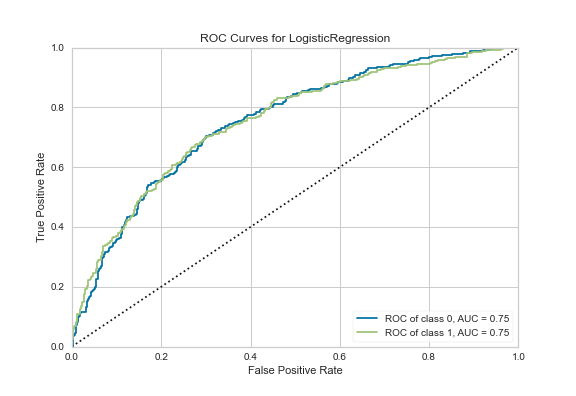 ROC Curves for LogisticRegression
1.0
0.8
0.6
0.4
0.2
0.0
True Positive Rate
ROC of class 0, AUC = 0.75
ROC of class 1, AUC = 0.75
0.0 0.2 0.4 0.6 0.8 1.0
False Positive Rate